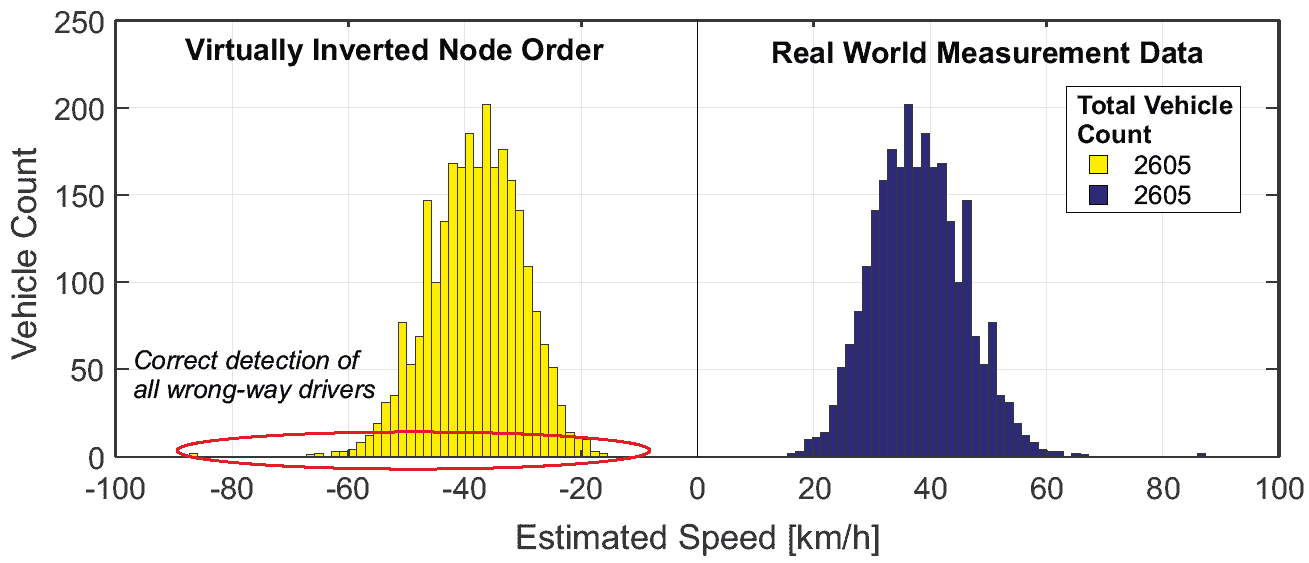 Virtually Inverted Node Order
Real World Measurement Data
Total Vehicle
Count
2605
2605
Correct detection of
all wrong-way drivers
Vehicle Count
250
200
150
100
50
0
-100
-80
-60
-40
-20
0
20
40
60
80
100
Estimated Speed [km/h]